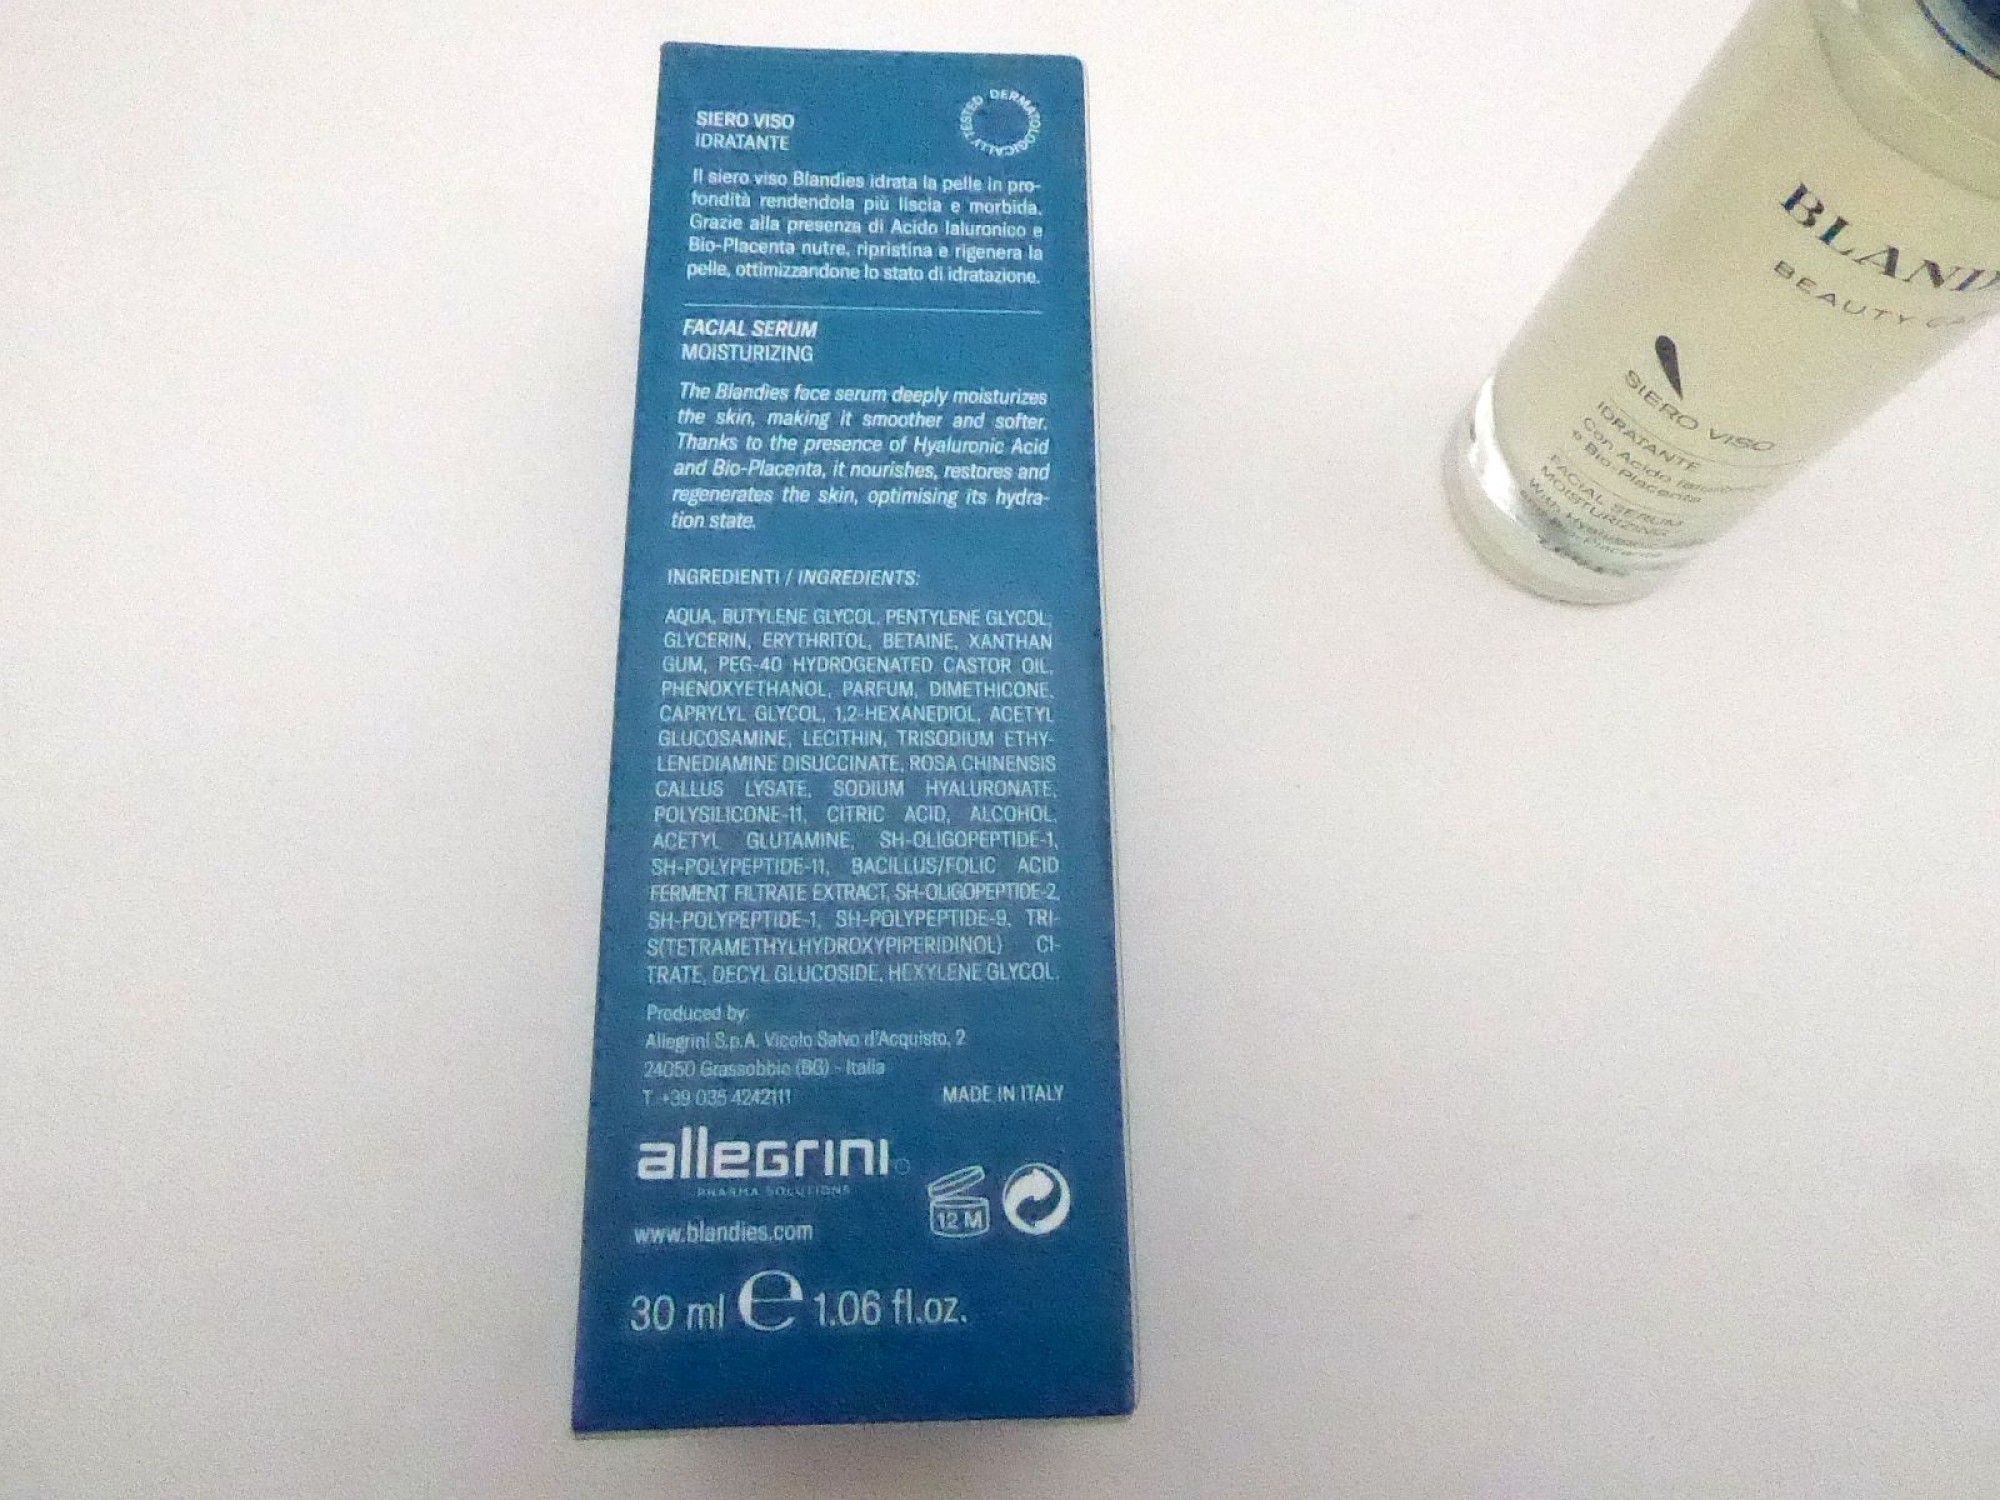 SIERO VISO
IDRATANTE
DERMATOLOGICALLY TESTED
Il siero viso Blandies idrata la pelle in pro-
fondità rendendola più liscia e morbida.
Grazie alla presenza di Acido Ialuronico e
Bio-Placenta nutre, ripristina e rigenera la
pelle, ottimizzandone lo stato di idratazione.
FACIAL SERUM
MOISTURIZING
The Blandies face serum deeply moisturizes
the skin, making it smoother and softer.
Thanks to the presence of Hyaluronic Acid
and Bio-Placenta, it nourishes, restores and
regenerates the skin, optimising its hydra-
tion state.
INGREDIENTI / INGREDIENTS:
AQUA, BUTYLENE GLYCOL, PENTYLENE GLYCOL,
GLYCERIN, ERYTHRITOL, BETAINE, XANTHAN
GUM, PEG-40 HYDROGENATED CASTOR OIL,
PHENOXYETHANOL, PARFUM, DIMETHICONE,
CAPRYLYL GLYCOL, 1,2-HEXANEDIOL, ACETYL
GLUCOSAMINE, LECITHIN, TRISODIUM ETHY-
LENEDIAMINE DISUCCINATE, ROSA CHINENSIS
CALLUS LYSATE, SODIUM HYALURONATE,
POLYSILICONE-11, CITRIC ACID, ALCOHOL,
ACETYL GLUTAMINE, SH-OLIGOPEPTIDE-1,
SH-POLYPEPTIDE-11, BACILLUS/FOLIC ACID
FERMENT FILTRATE EXTRACT, SH-OLIGOPEPTIDE-2,
SH-POLYPEPTIDE-1, SH-POLYPEPTIDE-9, TRI-
S(TETRAMETHYLHYDROXYPIPERIDINOL) CI-
TRATE, DECYL GLUCOSIDE, HEXYLENE GLYCOL.
Produced by:
Allegrini S.p.A. Vicolo Salvo d'Acquisto, 2
24050 Grassobbio (BG) - Italia
T. +39 035 4242111
MADE IN ITALY
allegrini
PHARMA SOLUTIONS
12 M
www.blandies.com
30 ml e 1.06 fl.oz.
BLAND
BEAUTY
SIERO VISO
IDRATANTE
Con Acido
e Bio-Placenta
FACIAL SERUM
MOISTURIZING
With